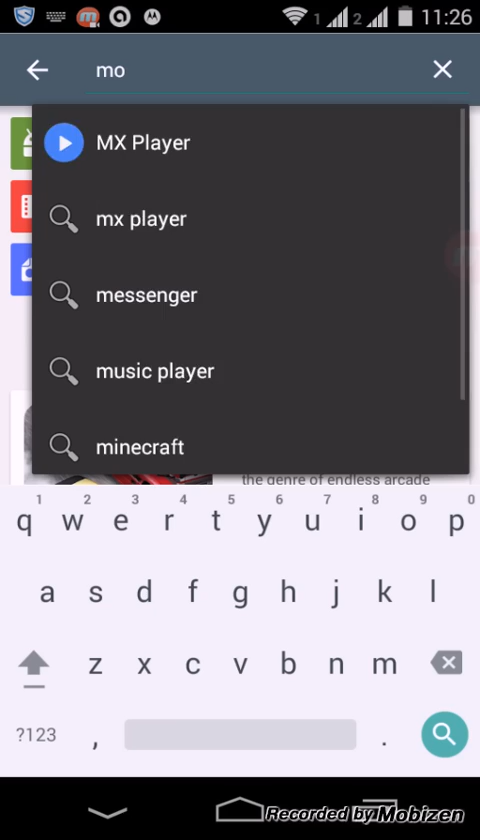 1 2 11:26
mo
MX Player
mx player
messenger
music player
minecraft
the genre of endless arcade
1 2 3 4 5 6 7 8 9 0
q w e r t y u i o p
a s d f g h j k l
z x c v b n m
?123 , .
Recorded by Mobizen